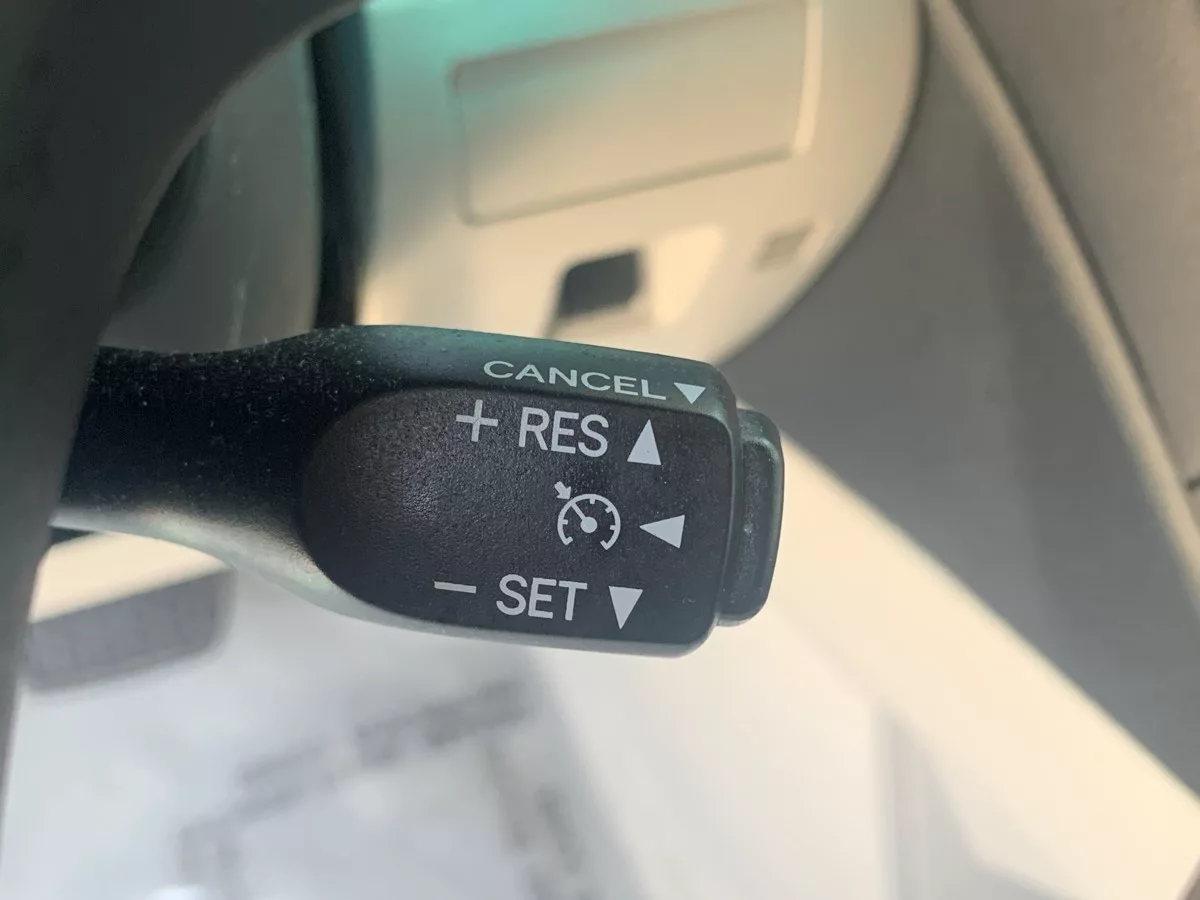 CANCEL ▼
+ RES ▲
◀
− SET ▼